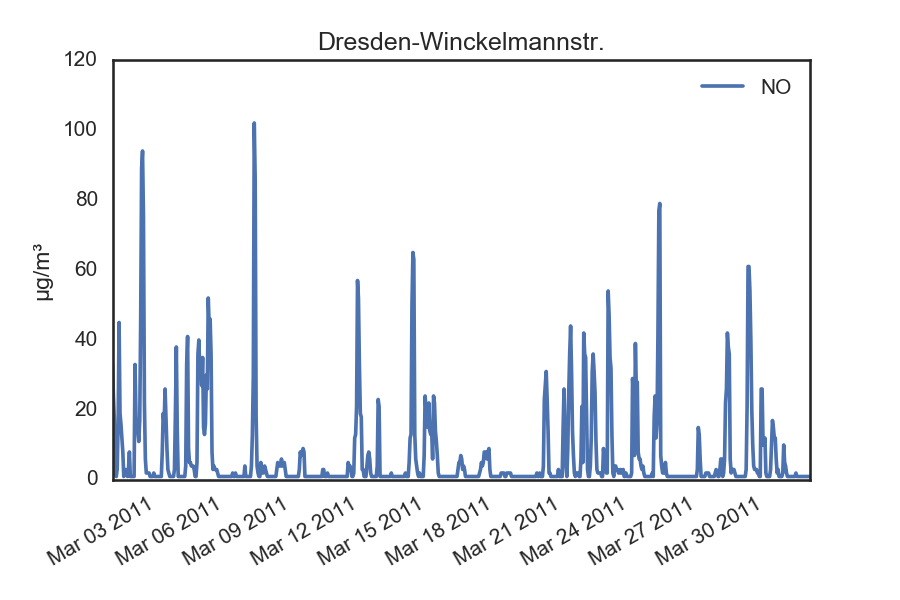 Dresden-Winckelmannstr.
NO
µg/m³
120
100
80
60
40
20
0
Mar 03 2011
Mar 06 2011
Mar 09 2011
Mar 12 2011
Mar 15 2011
Mar 18 2011
Mar 21 2011
Mar 24 2011
Mar 27 2011
Mar 30 2011